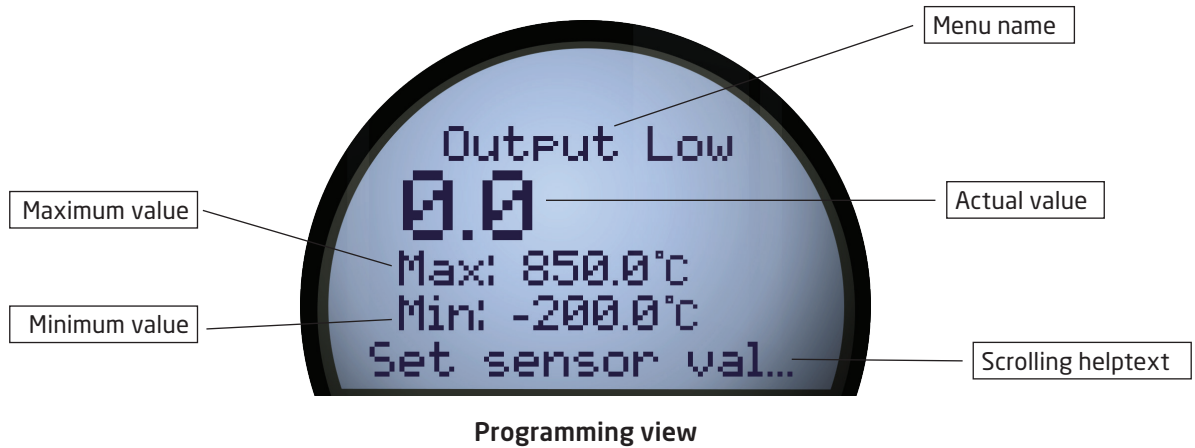 Menu name
Output Low
0.0
Actual value
Maximum value
Max: 850.0°C
Minimum value
Min: -200.0°C
Set sensor val...
Scrolling helptext
Programming view